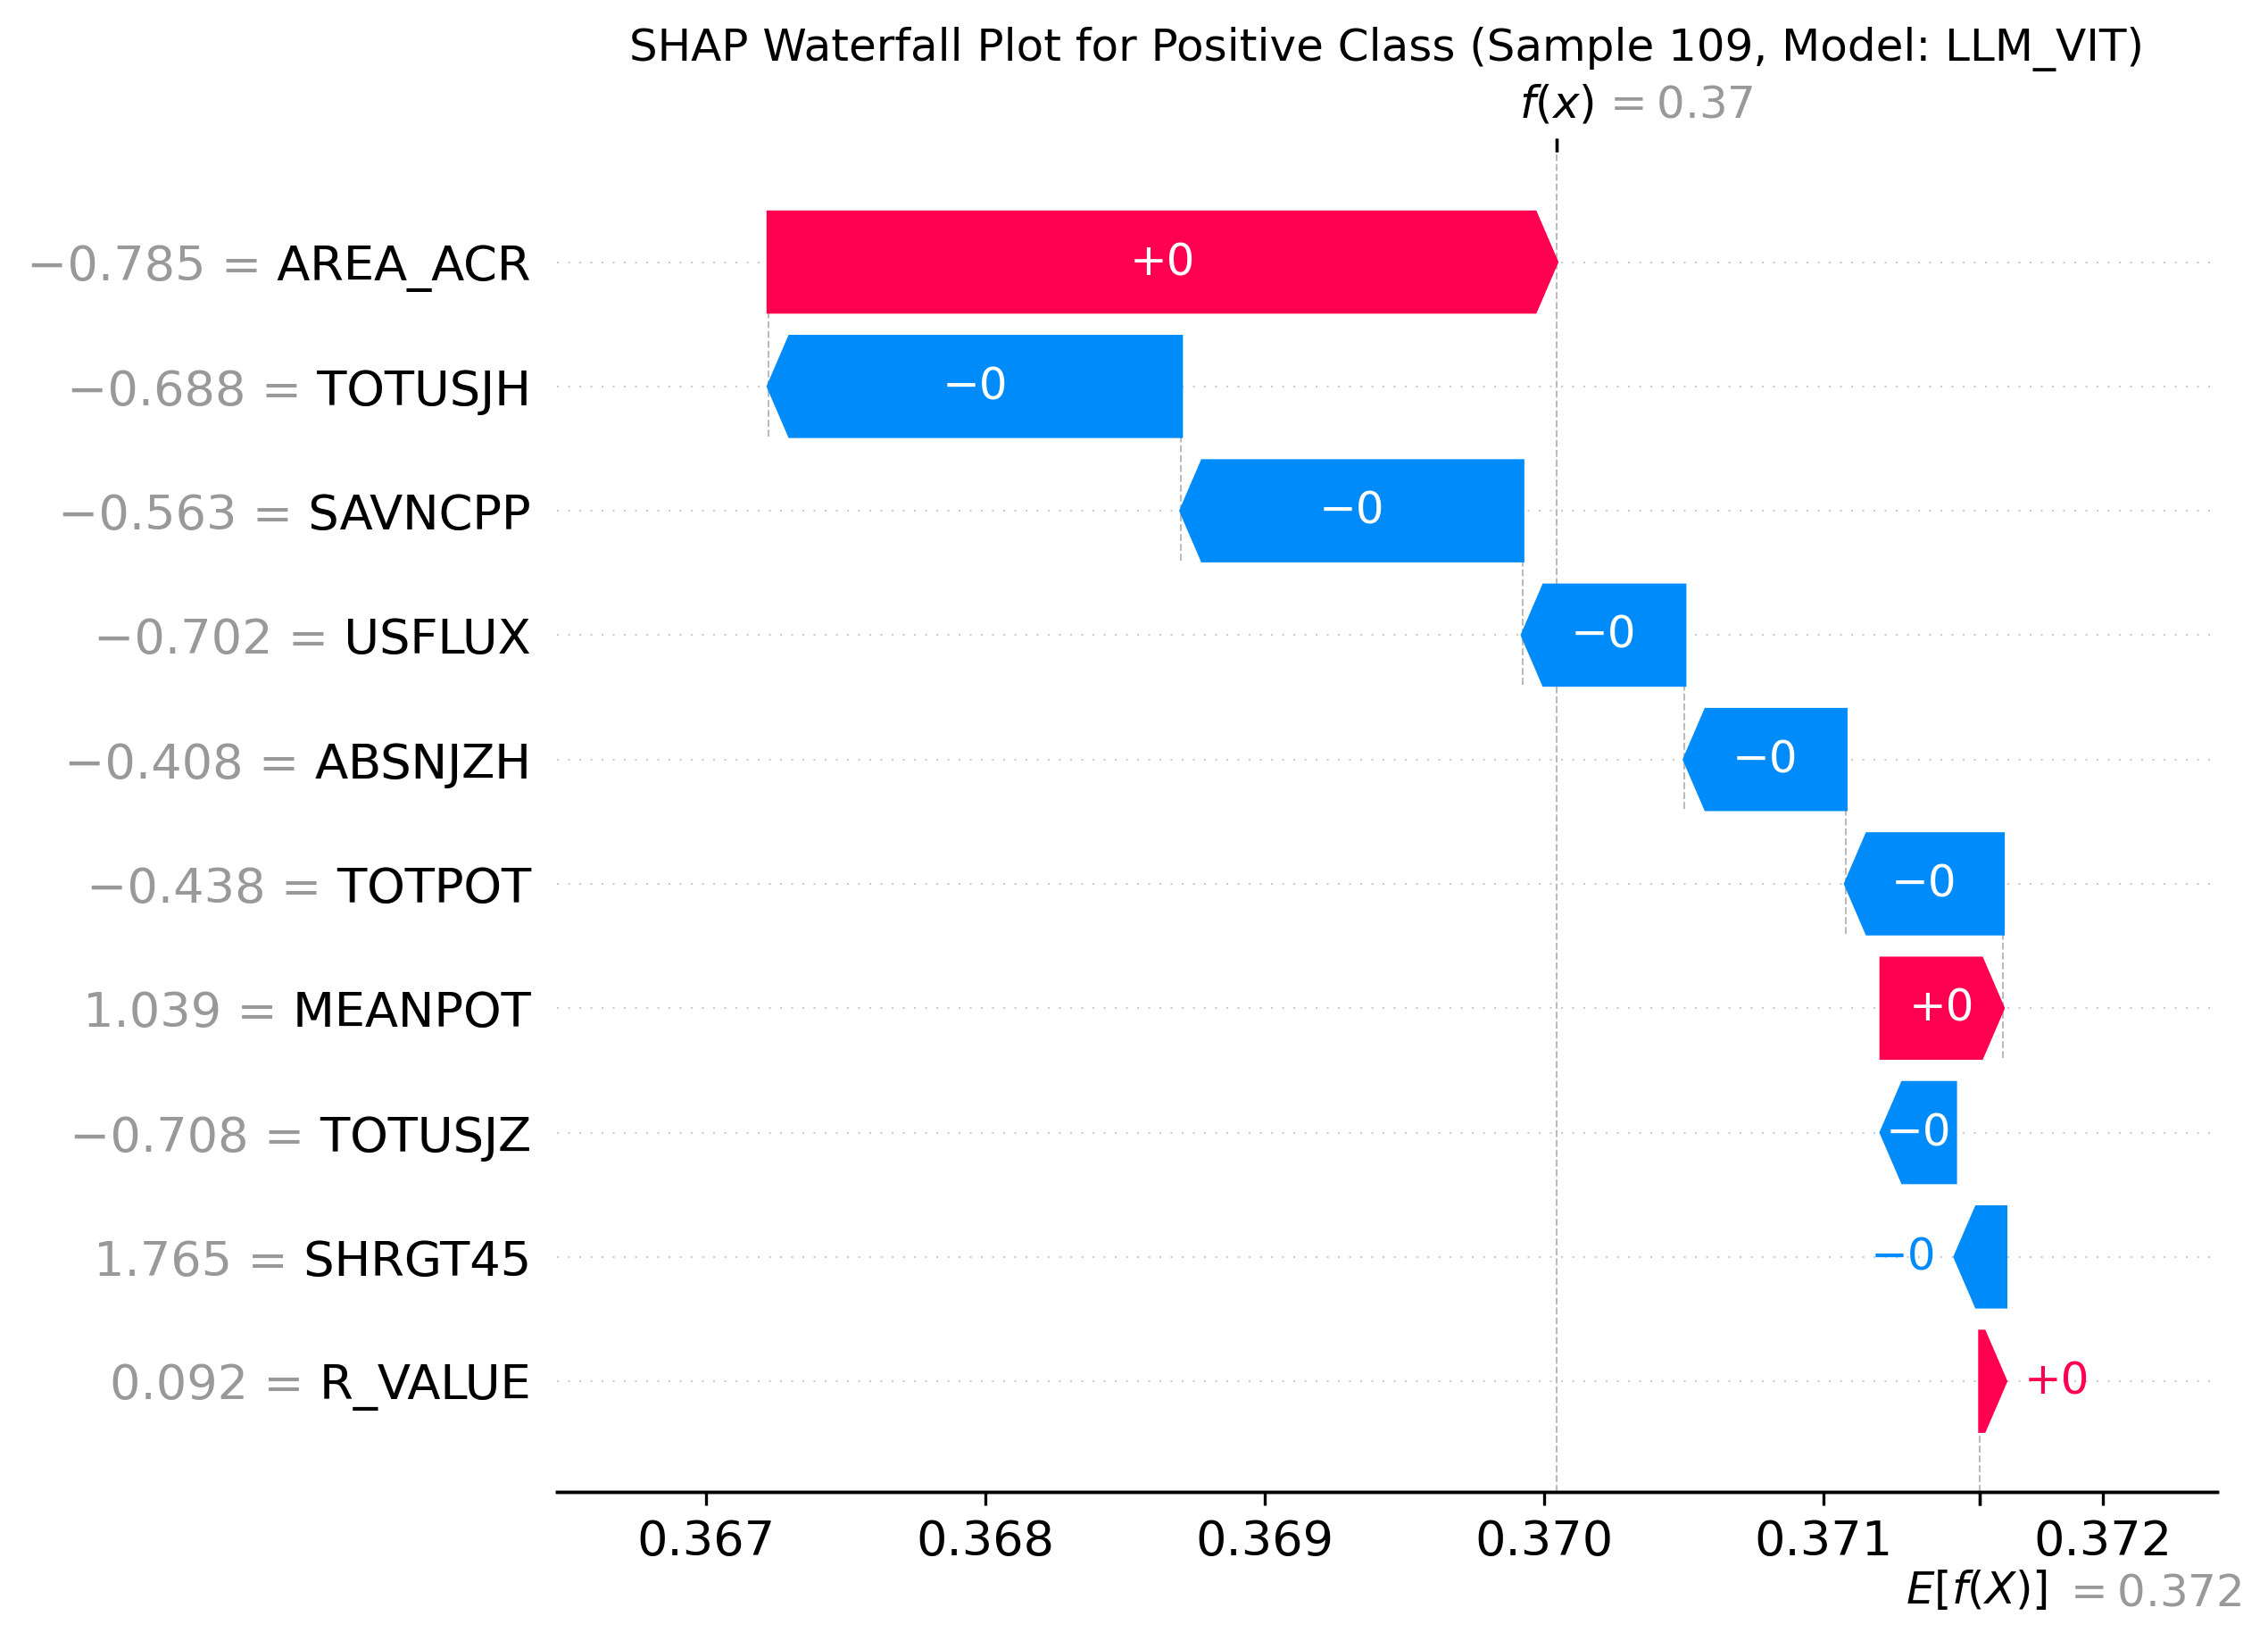 SHAP Waterfall Plot for Positive Class (Sample 109, Model: LLM_VIT)
f(x) = 0.37
−0.785 = AREA_ACR +0
−0.688 = TOTUSJH −0
−0.563 = SAVNCPP −0
−0.702 = USFLUX −0
−0.408 = ABSNJZH −0
−0.438 = TOTPOT −0
1.039 = MEANPOT +0
−0.708 = TOTUSJZ −0
1.765 = SHRGT45 −0
0.092 = R_VALUE +0
0.367 0.368 0.369 0.370 0.371 0.372
E[f(X)] = 0.372